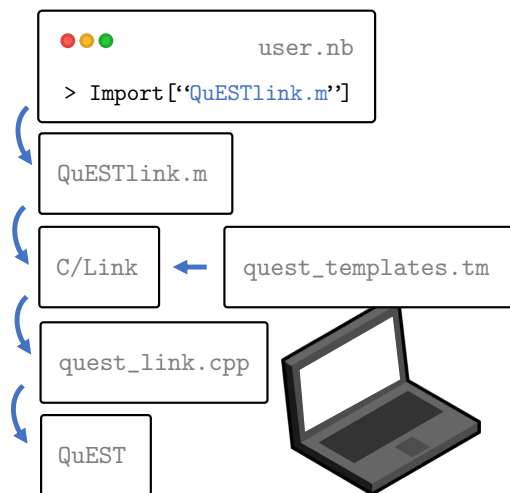 user.nb
> Import[“QuESTlink.m”]
QuESTlink.m
C/Link
quest_templates.tm
quest_link.cpp
QuEST